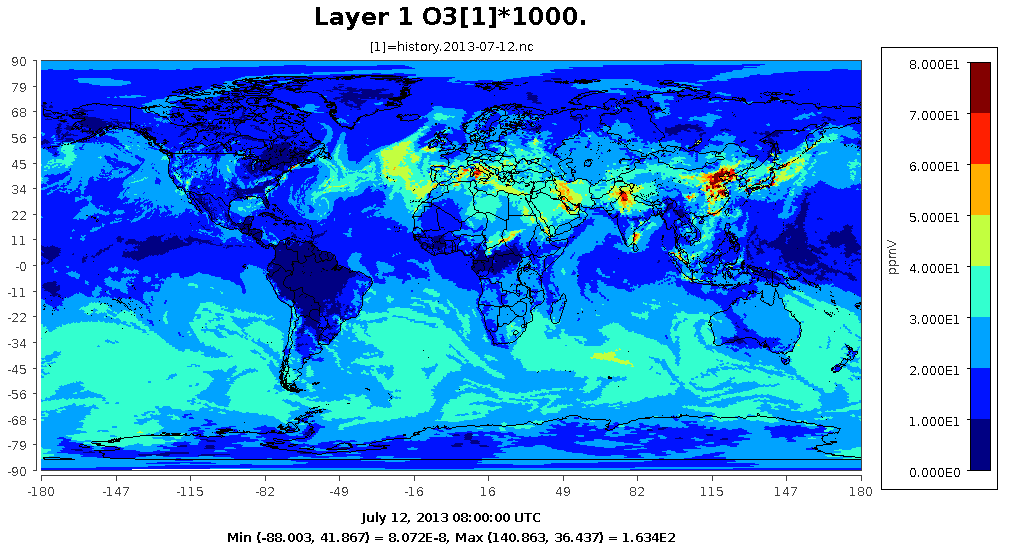 Layer 1 O3[1]*1000.
[1]=history.2013-07-12.nc
90
79
68
56
45
34
22
11
-0
-11
-22
-34
-45
-56
-68
-79
-90
-180
-147
-115
-82
-49
-16
16
49
82
115
147
180
8.000E1
7.000E1
6.000E1
5.000E1
4.000E1
3.000E1
2.000E1
1.000E1
0.000E0
ppmV
July 12, 2013 08:00:00 UTC
Min (-88.003, 41.867) = 8.072E-8, Max (140.863, 36.437) = 1.634E2